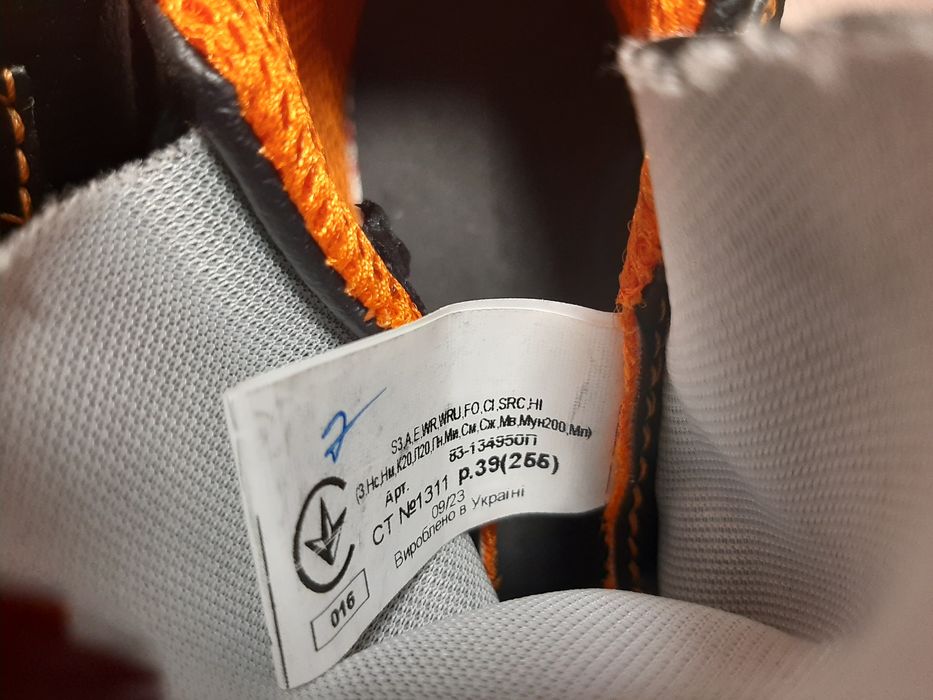 S3,A,E,WR,WRU,FO,CI,SRC,HI
(З,Нс,Нм,К20,П20,Пн,Ми,См,Сж,Мв,Мун200,Мп)
Арт. 83-134950П
СТ №1311 р.39(255)
09/23
Вироблено в Україні
016